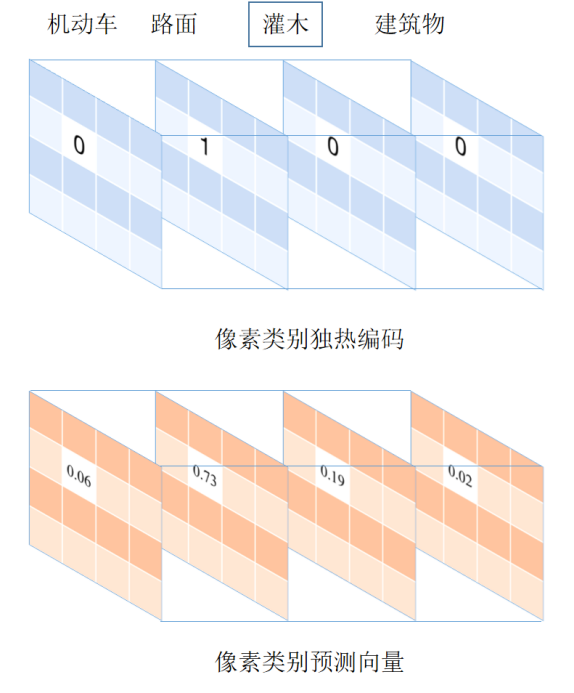 机动车 路面 灌木 建筑物
0 1 0 0
像素类别独热编码
0.06 0.73 0.19 0.02
像素类别预测向量